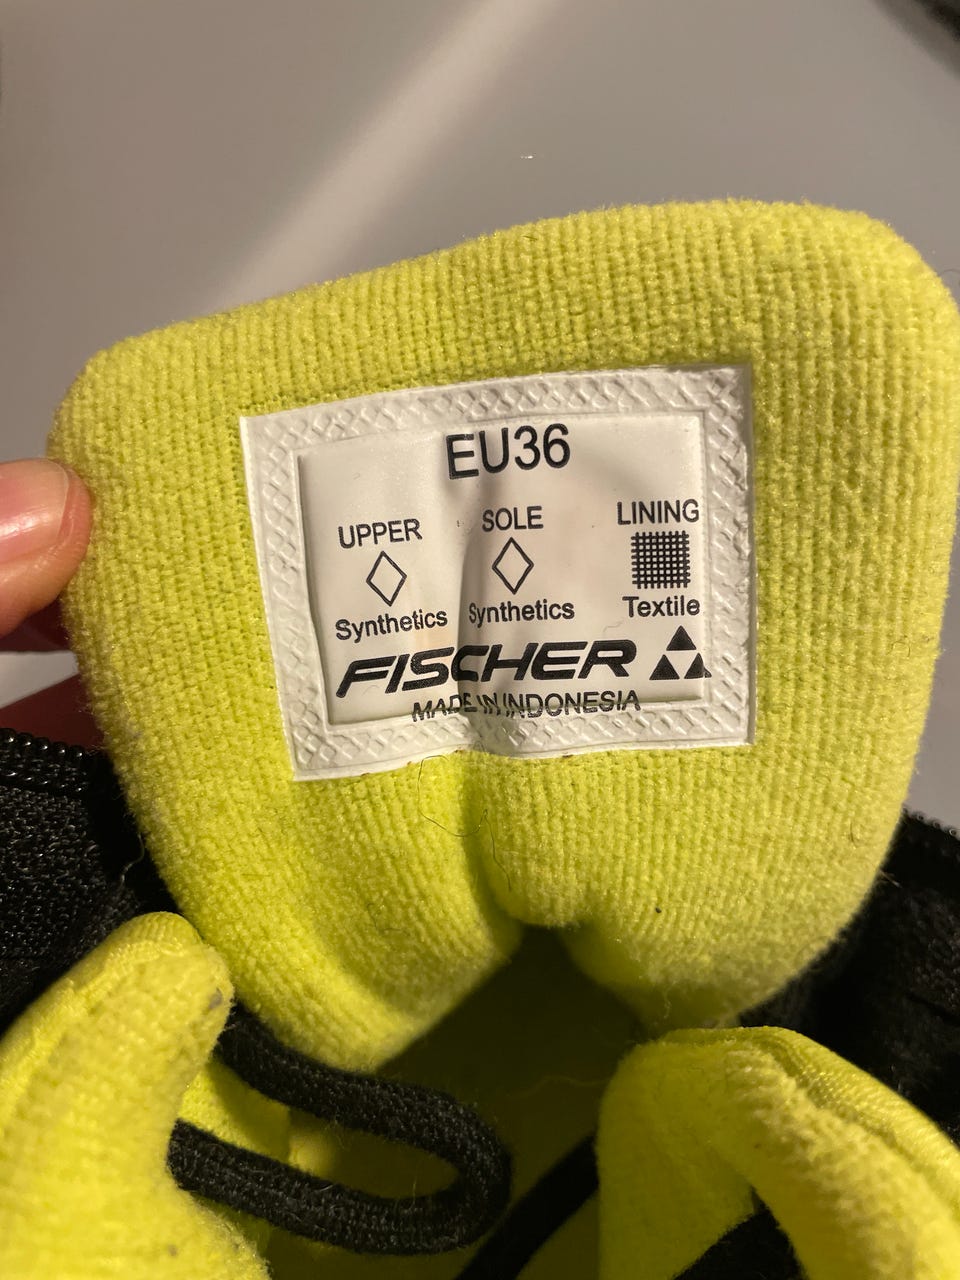 EU36
UPPER SOLE LINING
Synthetics Synthetics Textile
FISCHER
MADE IN INDONESIA